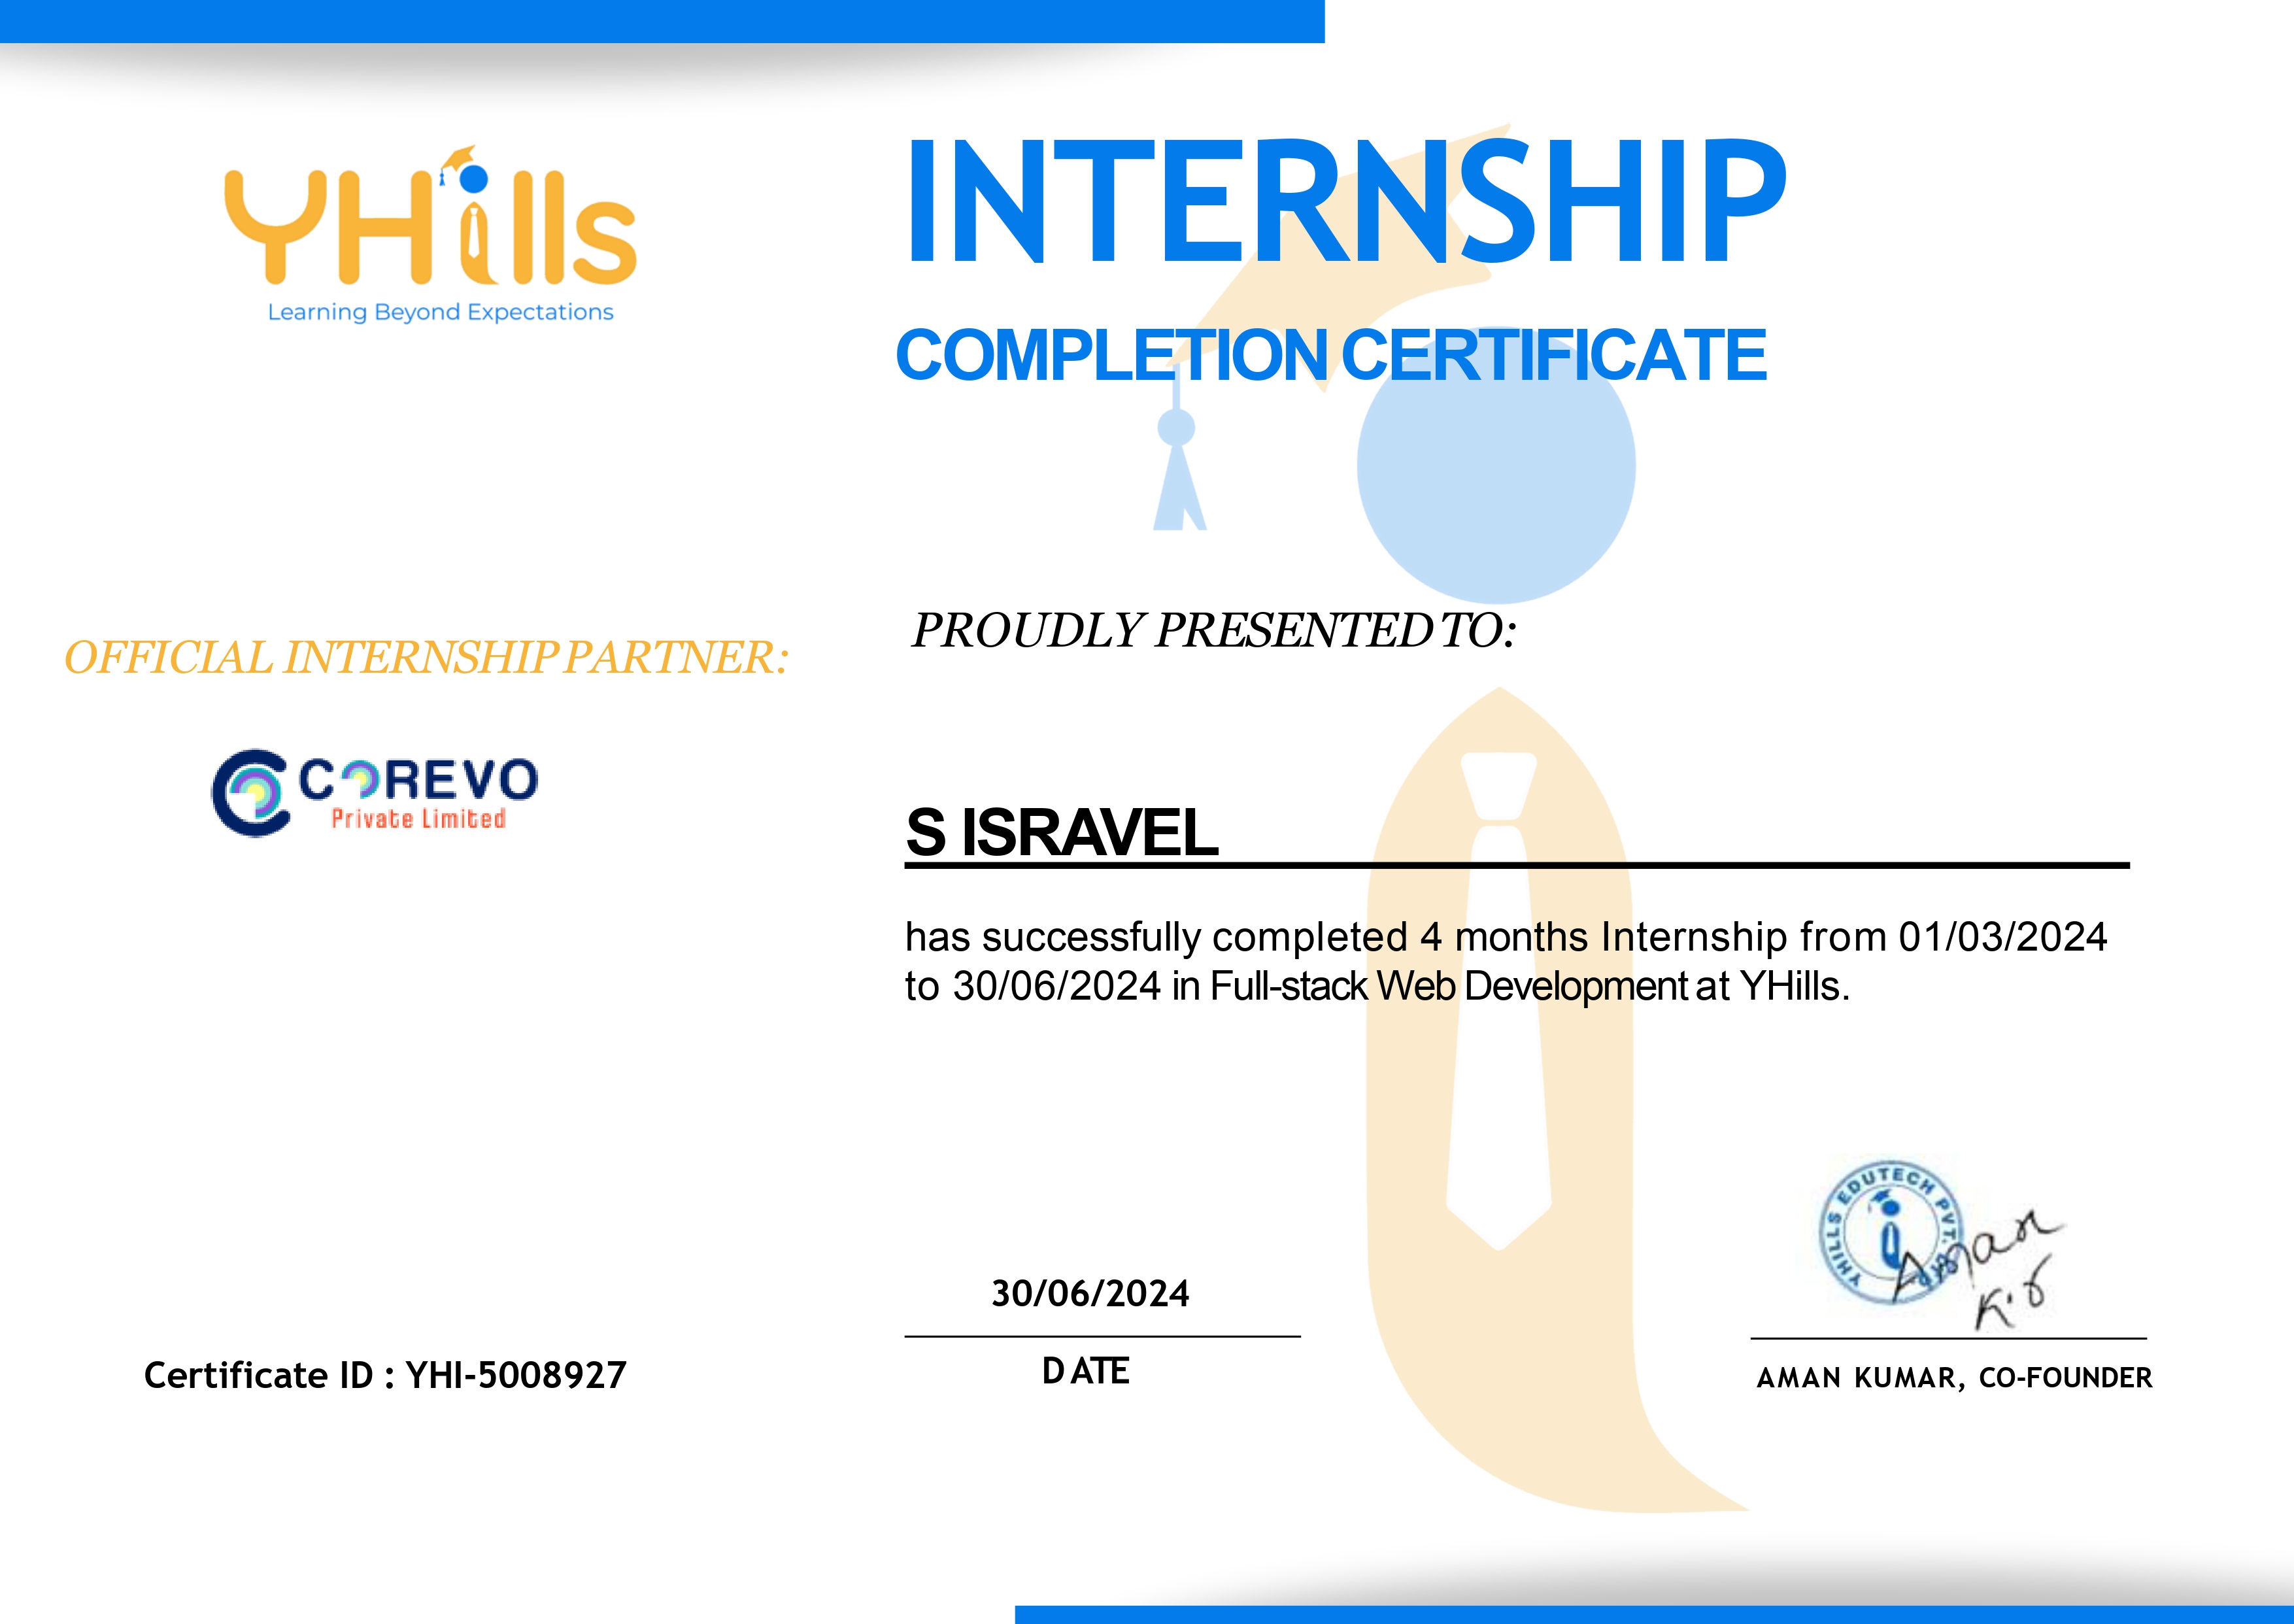 YHills
Learning Beyond Expectations
INTERNSHIP
COMPLETION CERTIFICATE
OFFICIAL INTERNSHIP PARTNER:
COREVO
Private Limited
PROUDLY PRESENTED TO:
S ISRAVEL
has successfully completed 4 months Internship from 01/03/2024
to 30/06/2024 in Full-stack Web Development at YHills.
YHILLS EDUTECH PVT.
Aman
30/06/2024
DATE
AMAN KUMAR, CO-FOUNDER
Certificate ID : YHI-5008927